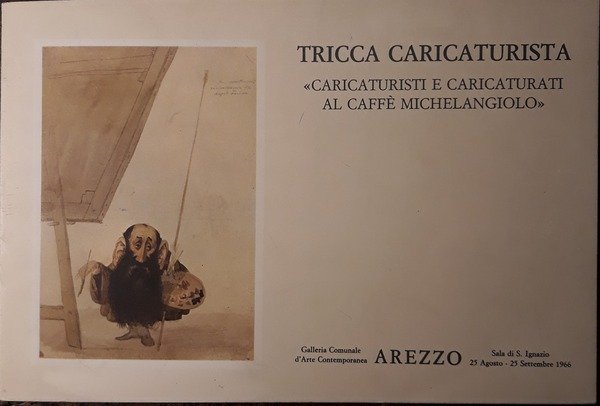 TRICCA CARICATURISTA
«CARICATURISTI E CARICATURATI
AL CAFFÈ MICHELANGIOLO»
Galleria Comunale
d'Arte Contemporanea
AREZZO
Sala di S. Ignazio
25 Agosto - 25 Settembre 1966